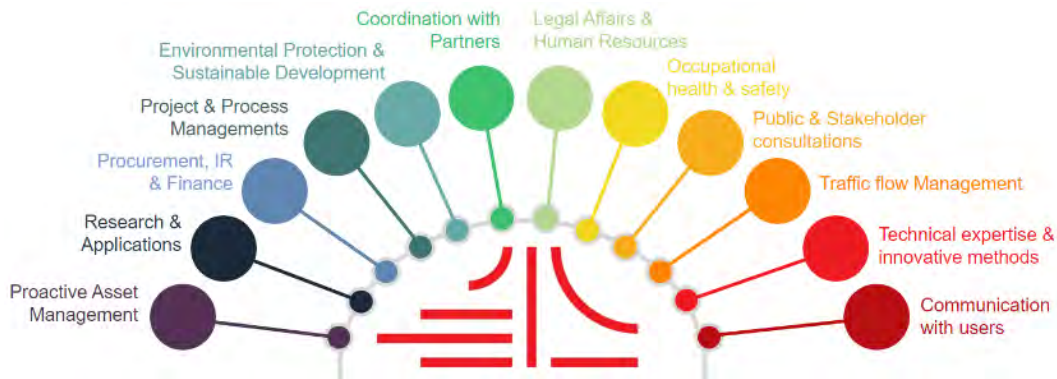 Coordination with
Partners
Legal Affairs &
Human Resources
Environmental Protection &
Sustainable Development
Occupational
health & safety
Project & Process
Managements
Public & Stakeholder
consultations
Procurement, IR
& Finance
Traffic flow Management
Research &
Applications
Technical expertise &
innovative methods
Proactive Asset
Management
Communication
with users